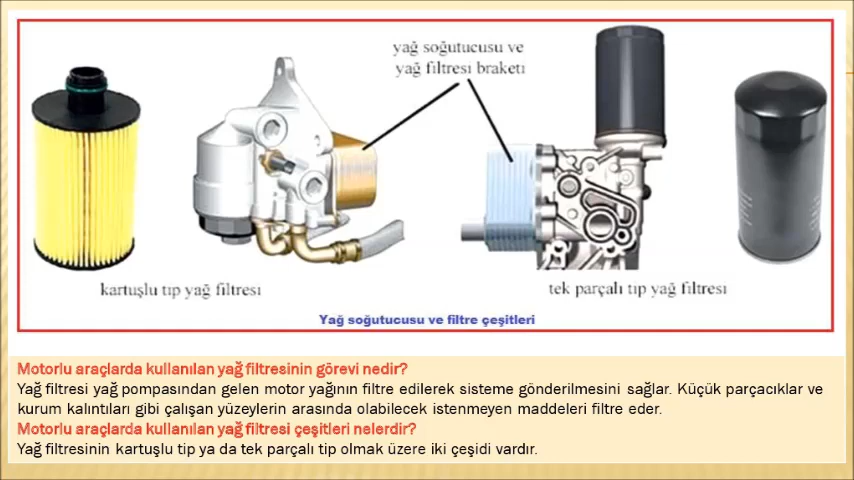 yağ soğutucusu ve
yağ filtresi braketi
kartuşlu tip yağ filtresi
tek parçalı tip yağ filtresi
Yağ soğutucusu ve filtre çeşitleri
Motorlu araçlarda kullanılan yağ filtresinin görevi nedir?
Yağ filtresi yağ pompasından gelen motor yağının filtre edilerek sisteme gönderilmesini sağlar. Küçük parçacıklar ve
kurum kalıntıları gibi çalışan yüzeylerin arasında olabilecek istenmeyen maddeleri filtre eder.
Motorlu araçlarda kullanılan yağ filtresi çeşitleri nelerdir?
Yağ filtresinin kartuşlu tip ya da tek parçalı tip olmak üzere iki çeşidi vardır.